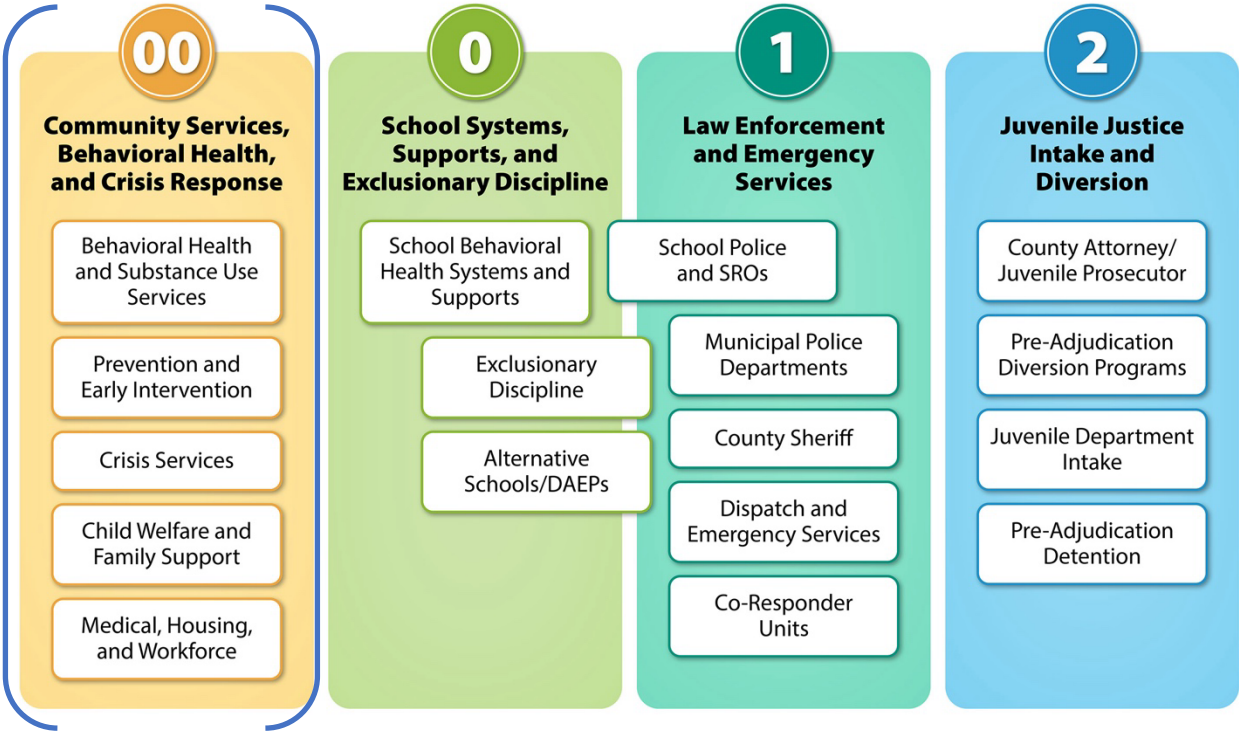 00
Community Services,
Behavioral Health,
and Crisis Response
Behavioral Health
and Substance Use
Services
Prevention and
Early Intervention
Crisis Services
Child Welfare and
Family Support
Medical, Housing,
and Workforce
0
School Systems,
Supports, and
Exclusionary Discipline
School Behavioral
Health Systems and
Supports
Exclusionary
Discipline
Alternative
Schools/DAEPs
1
Law Enforcement
and Emergency
Services
School Police
and SROs
Municipal Police
Departments
County Sheriff
Dispatch and
Emergency Services
Co-Responder
Units
2
Juvenile Justice
Intake and
Diversion
County Attorney/
Juvenile Prosecutor
Pre-Adjudication
Diversion Programs
Juvenile Department
Intake
Pre-Adjudication
Detention